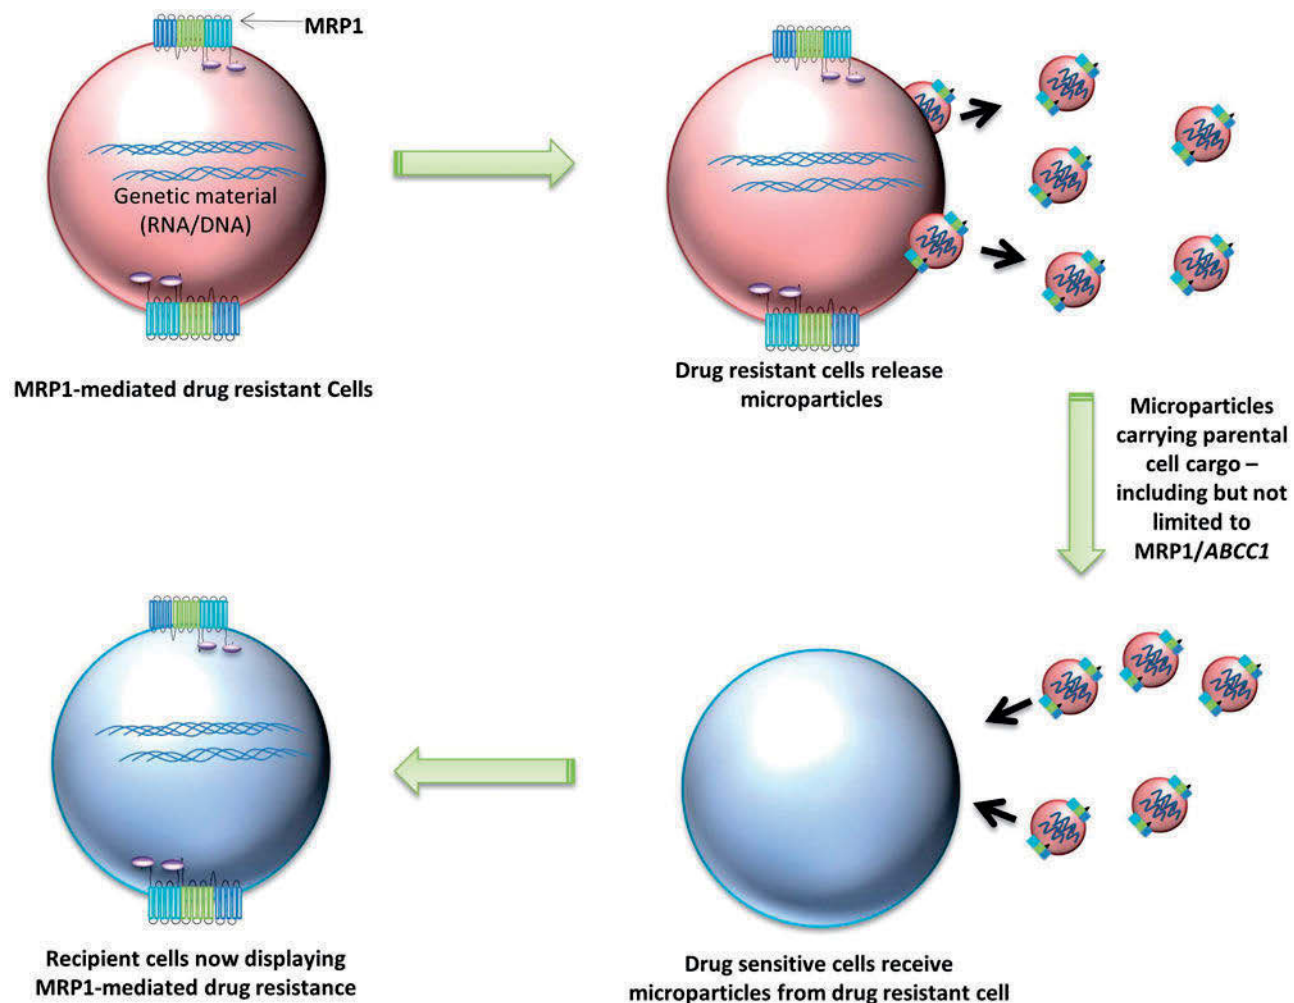 MRP1
Genetic material
(RNA/DNA)
MRP1-mediated drug resistant Cells
Drug resistant cells release
microparticles
Microparticles
carrying parental
cell cargo –
including but not
limited to
MRP1/ABCC1
Drug sensitive cells receive
microparticles from drug resistant cell
Recipient cells now displaying
MRP1-mediated drug resistance